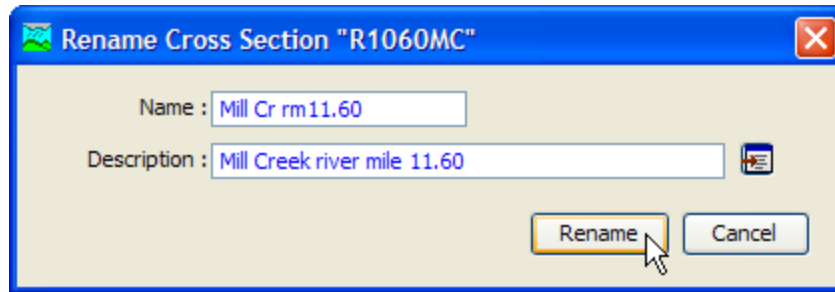 Rename Cross Section "R1060MC"
Name : Mill Cr rm11.60
Description : Mill Creek river mile 11.60
Rename Cancel